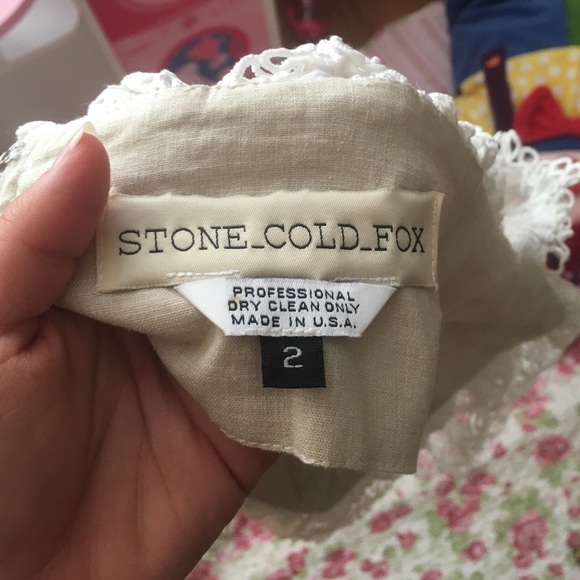 STONE_COLD_FOX
PROFESSIONAL
DRY CLEAN ONLY
MADE IN U.S.A.
2